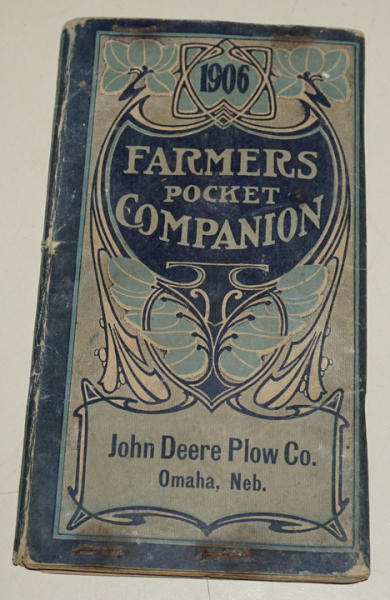 1906
FARMERS
POCKET
COMPANION
John Deere Plow Co.
Omaha, Neb.